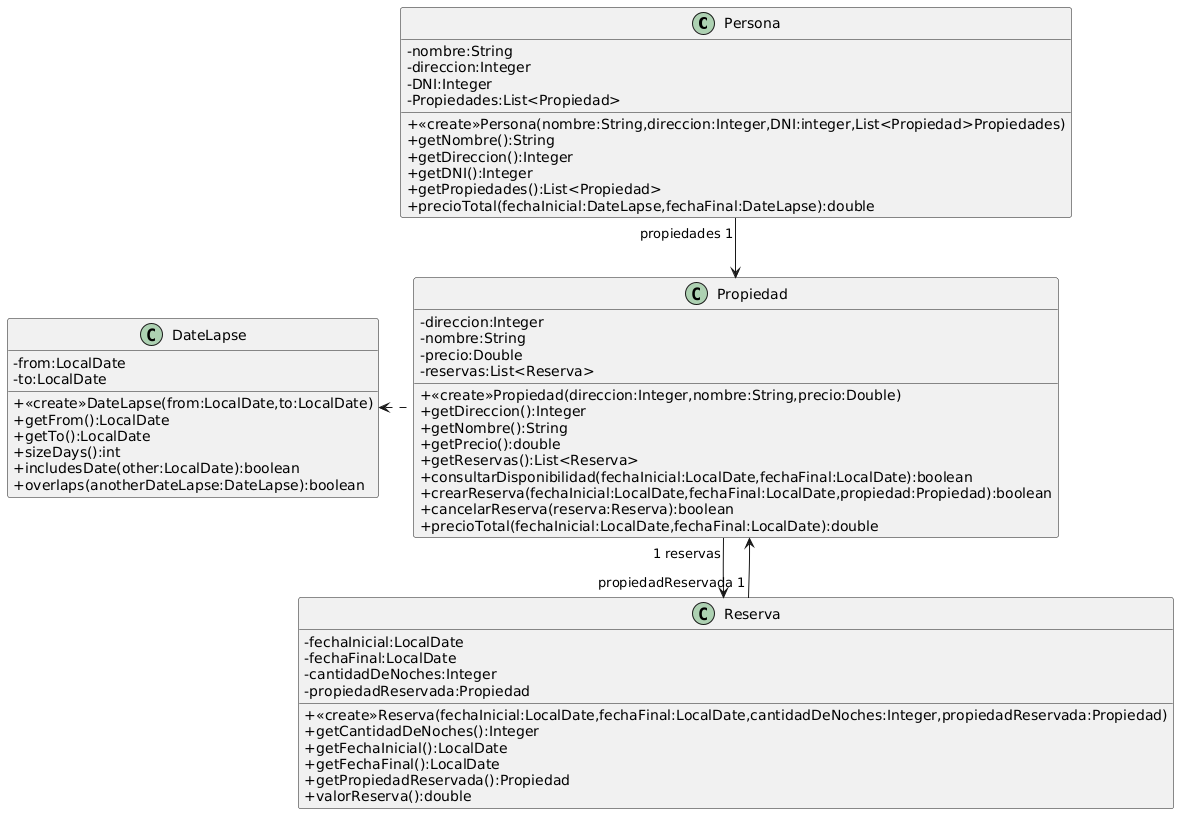 C Persona
-nombre:String
-direccion:Integer
-DNI:Integer
-Propiedades:List<Propiedad>
+«create»Persona(nombre:String,direccion:Integer,DNI:integer,List<Propiedad>Propiedades)
+getNombre():String
+getDireccion():Integer
+getDNI():Integer
+getPropiedades():List<Propiedad>
+precioTotal(fechaInicial:DateLapse,fechaFinal:DateLapse):double
propiedades 1
C Propiedad
-direccion:Integer
-nombre:String
-precio:Double
-reservas:List<Reserva>
+«create»Propiedad(direccion:Integer,nombre:String,precio:Double)
+getDireccion():Integer
+getNombre():String
+getPrecio():double
+getReservas():List<Reserva>
+consultarDisponibilidad(fechaInicial:LocalDate,fechaFinal:LocalDate):boolean
+crearReserva(fechaInicial:LocalDate,fechaFinal:LocalDate,propiedad:Propiedad):boolean
+cancelarReserva(reserva:Reserva):boolean
+precioTotal(fechaInicial:LocalDate,fechaFinal:LocalDate):double
C DateLapse
-from:LocalDate
-to:LocalDate
+«create»DateLapse(from:LocalDate,to:LocalDate)
+getFrom():LocalDate
+getTo():LocalDate
+sizeDays():int
+includesDate(other:LocalDate):boolean
+overlaps(anotherDateLapse:DateLapse):boolean
1 reservas
propiedadReservada 1
C Reserva
-fechaInicial:LocalDate
-fechaFinal:LocalDate
-cantidadDeNoches:Integer
-propiedadReservada:Propiedad
+«create»Reserva(fechaInicial:LocalDate,fechaFinal:LocalDate,cantidadDeNoches:Integer,propiedadReservada:Propiedad)
+getCantidadDeNoches():Integer
+getFechaInicial():LocalDate
+getFechaFinal():LocalDate
+getPropiedadReservada():Propiedad
+valorReserva():double